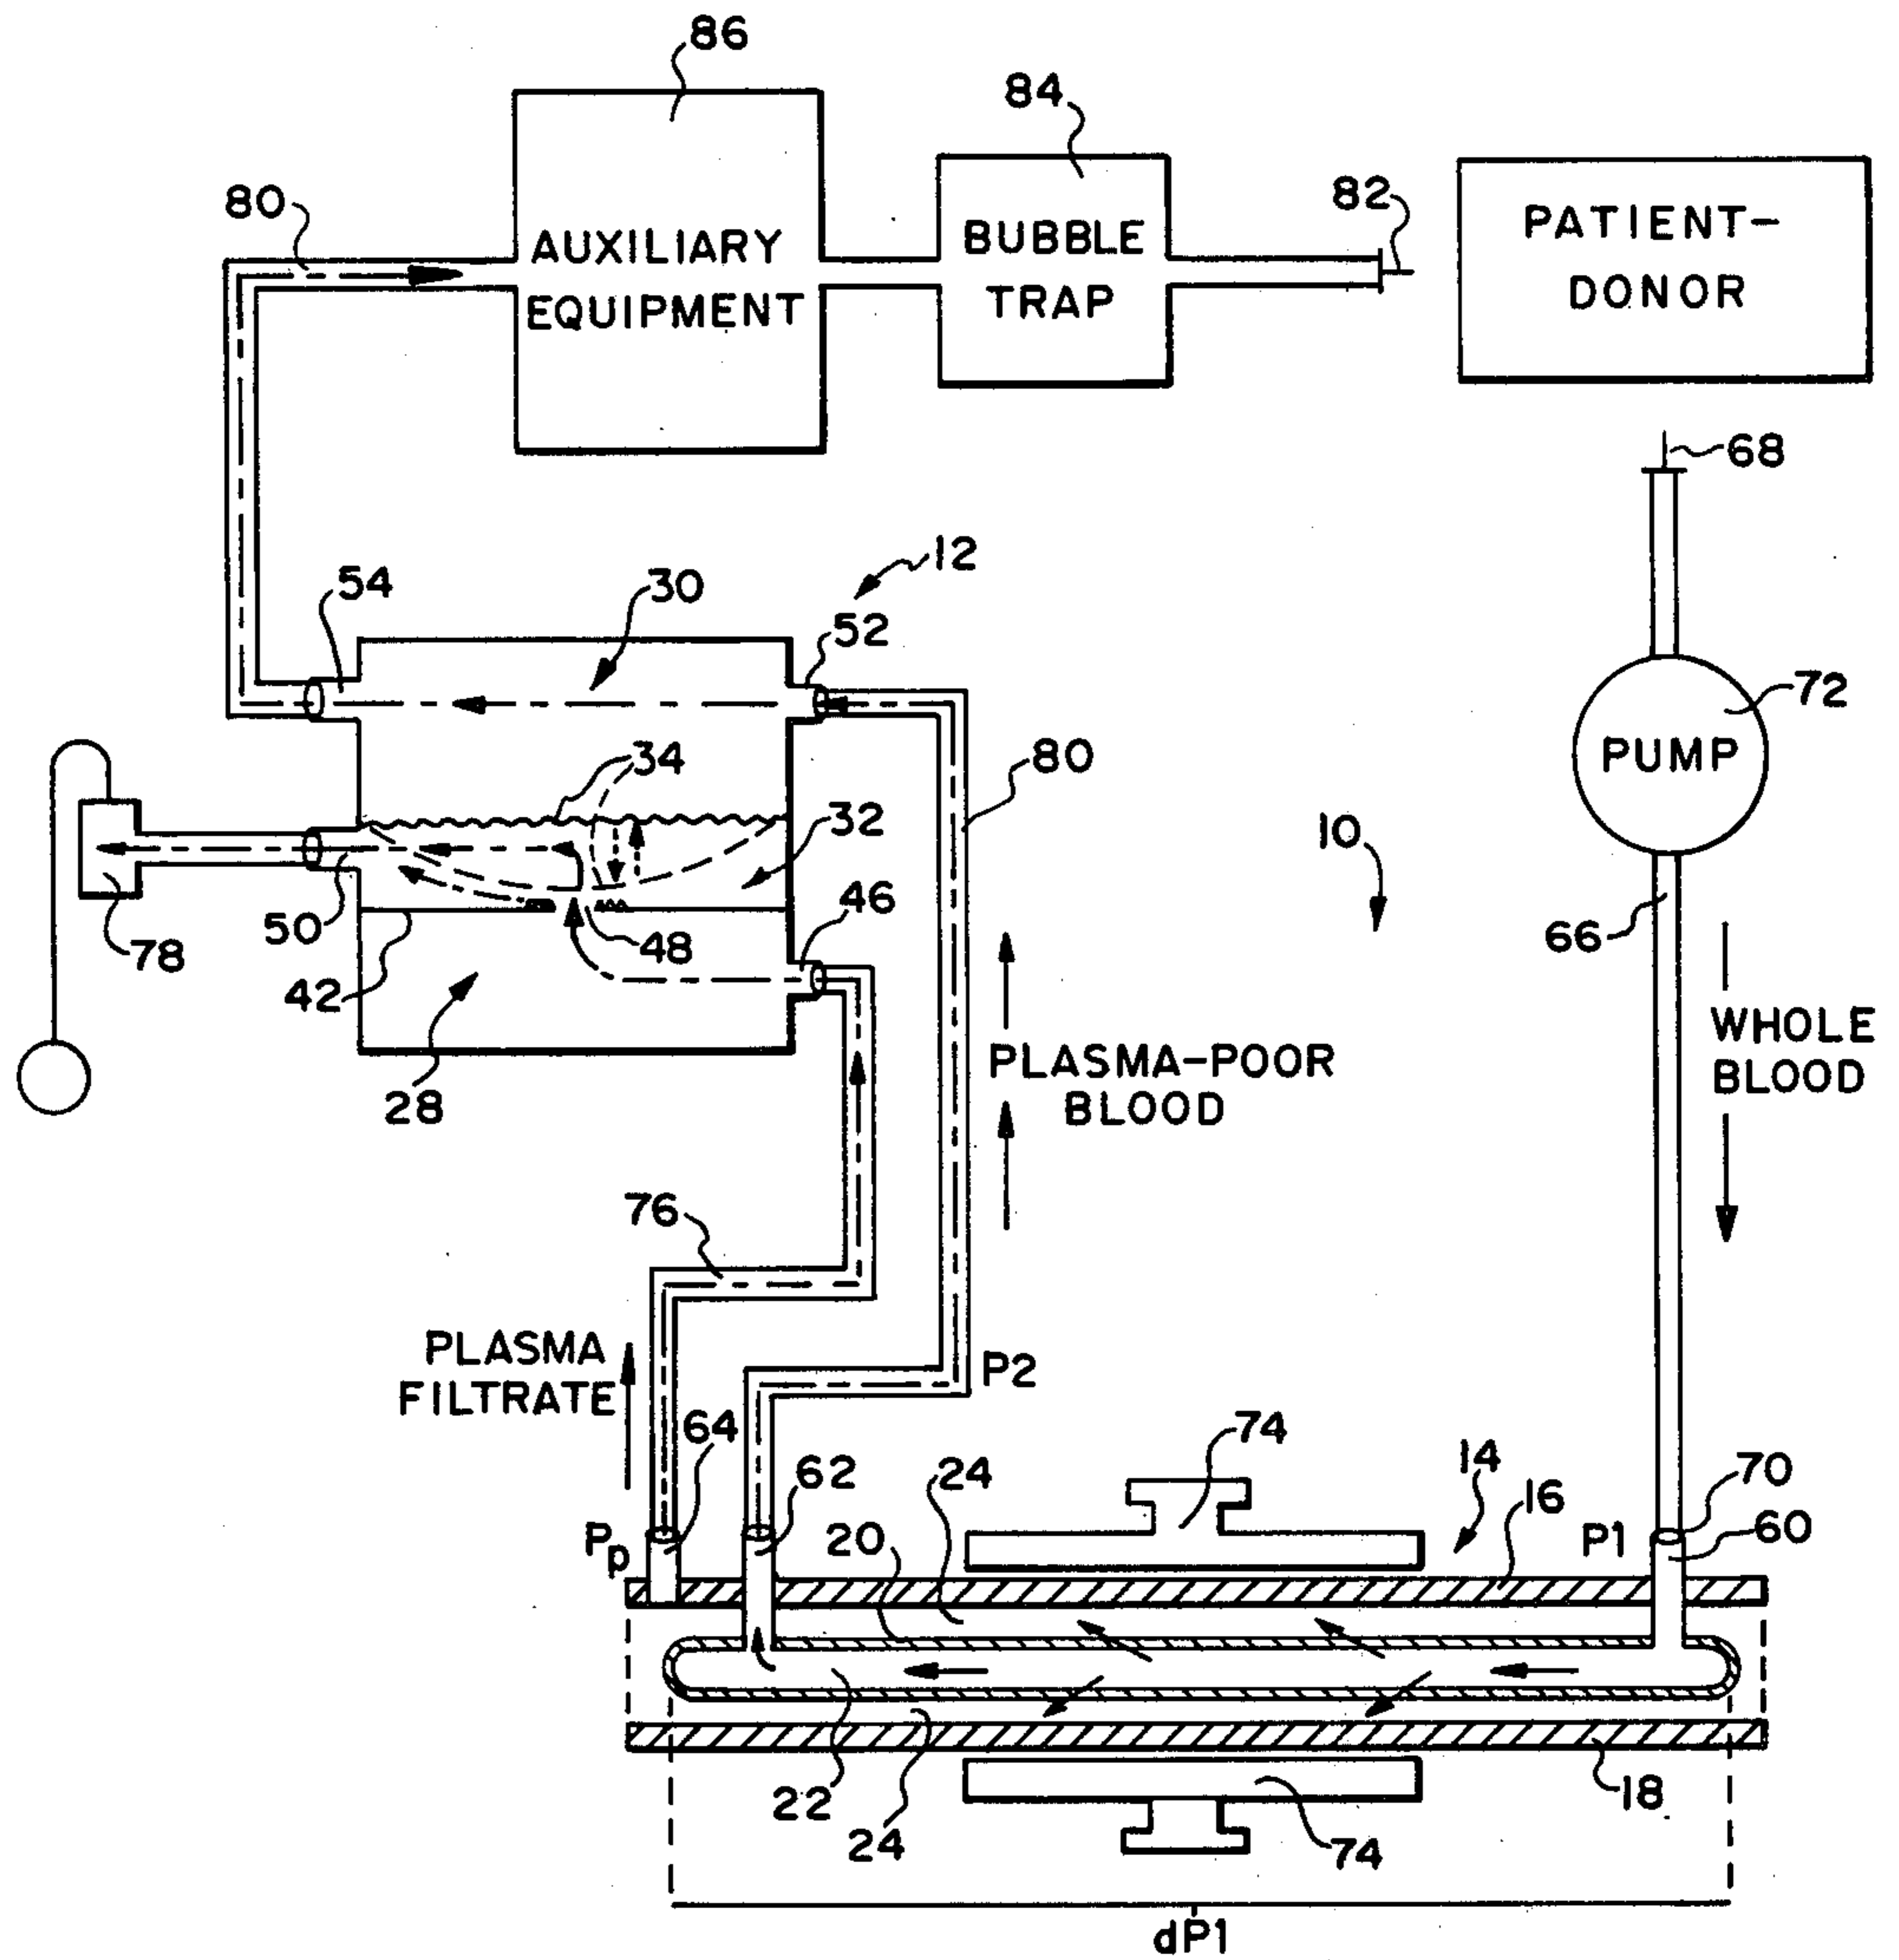 86
84
80
82
AUXILIARY
EQUIPMENT
BUBBLE
TRAP
PATIENT-
DONOR
68
12
54
30
52
72
PUMP
34
80
32
10
46
50
48
66
78
42
WHOLE
BLOOD
PLASMA-POOR
BLOOD
28
76
PLASMA
FILTRATE
P2
64
62
24
74
14
16
70
60
Pp
20
P1
22
24
74
18
dP1